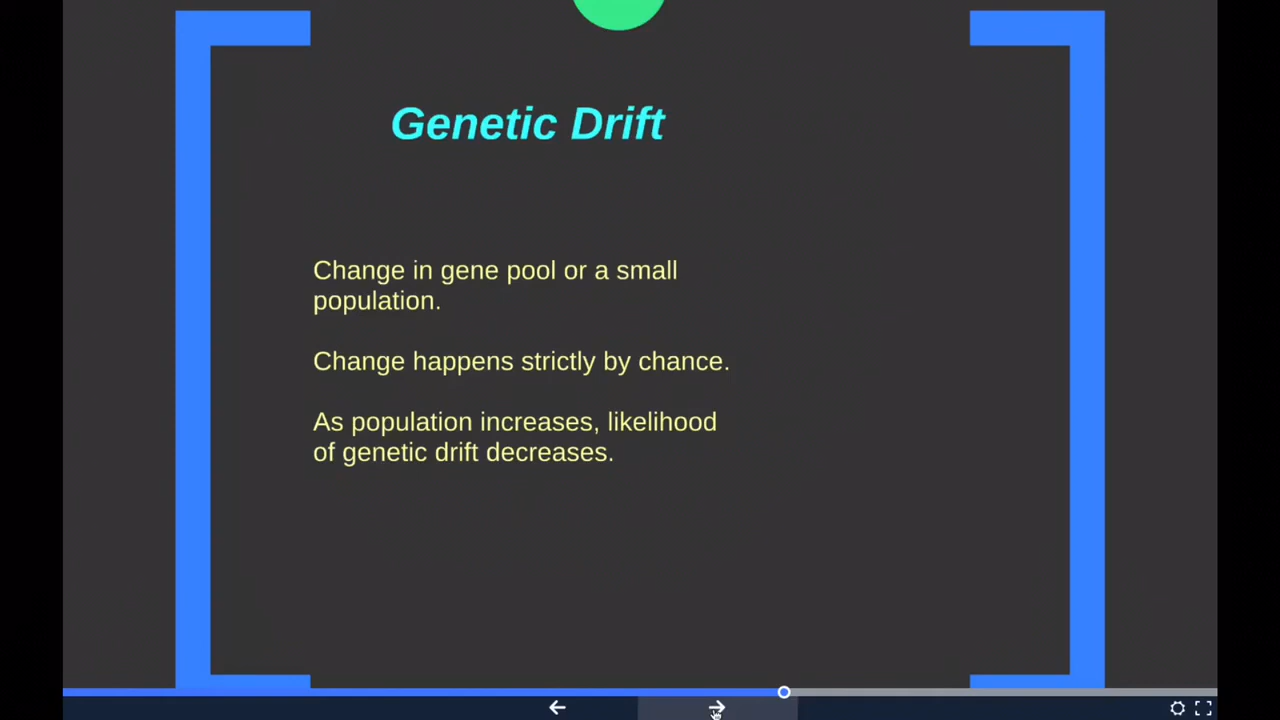 Genetic Drift
Change in gene pool or a small
population.
Change happens strictly by chance.
As population increases, likelihood
of genetic drift decreases.